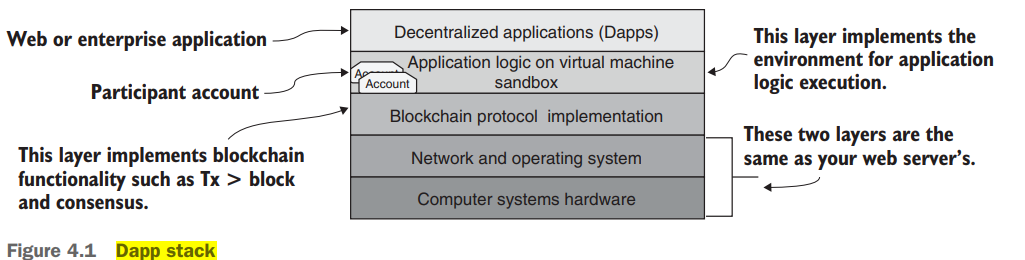 Web or enterprise application
Participant account
This layer implements blockchain
functionality such as Tx > block
and consensus.
Decentralized applications (Dapps)
Account
Account
Application logic on virtual machine
sandbox
Blockchain protocol implementation
Network and operating system
Computer systems hardware
This layer implements the
environment for application
logic execution.
These two layers are the
same as your web server’s.
Figure 4.1 Dapp stack